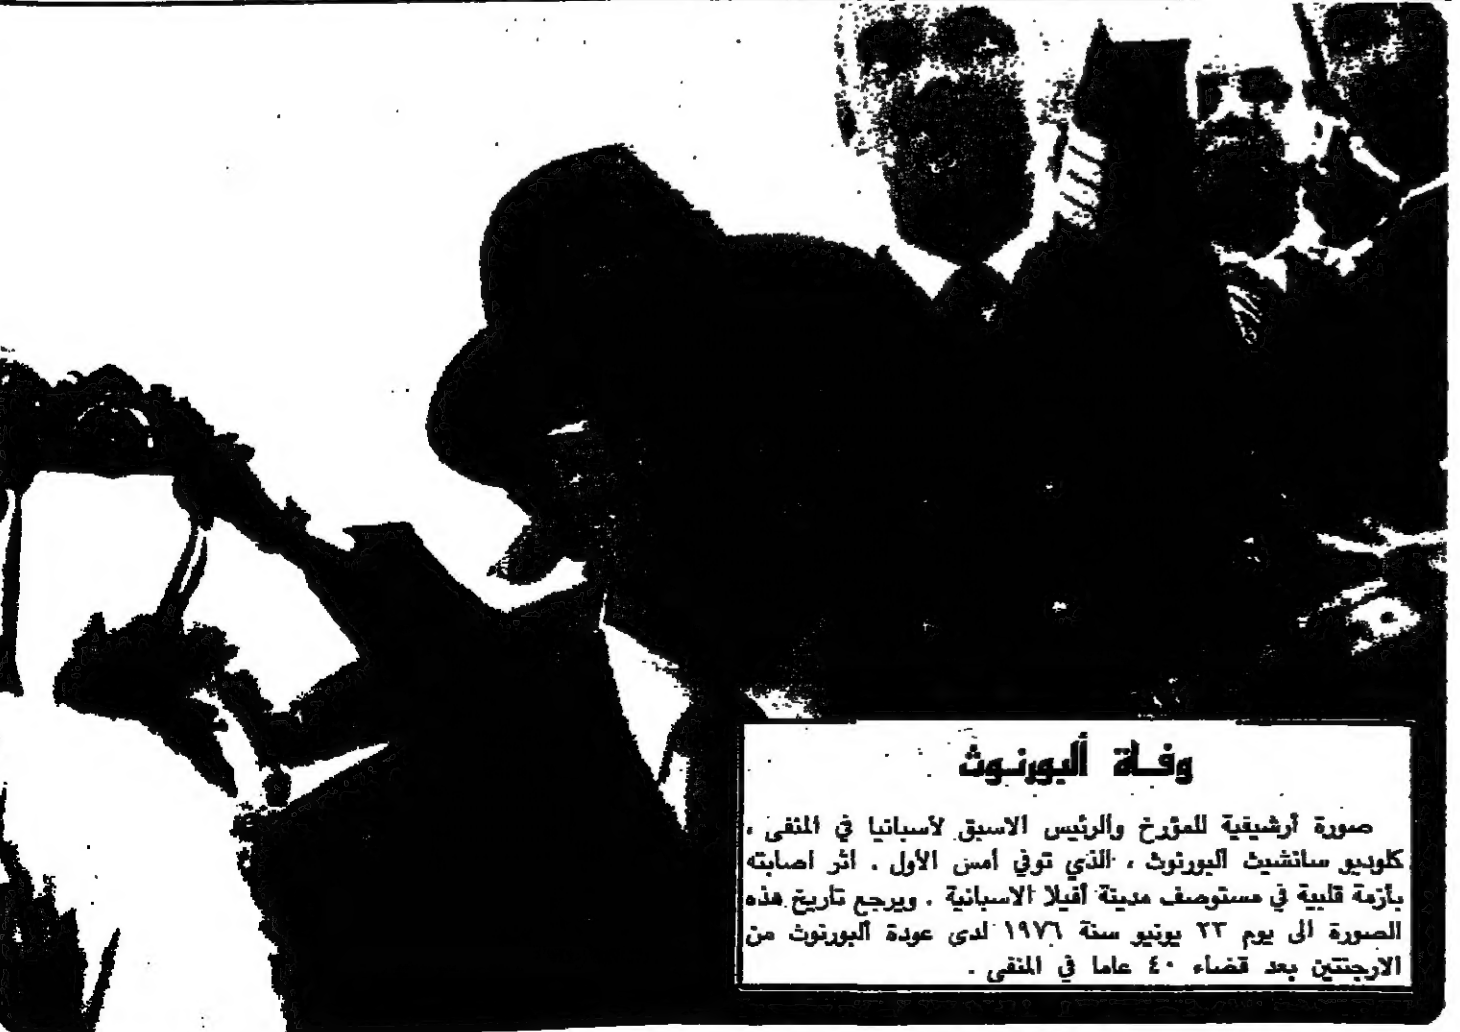 وفاة ألبورنوث
صورة أرشيفية للمؤرخ والرئيس الاسبق لأسبانيا في المنفى ،
كلوديو سانشيث ألبورنوث ، الذي توفي أمس الأول . اثر اصابته
بأزمة قلبية في مستوصف مدينة أفيلا الاسبانية . ويرجع تاريخ هذه
الصورة الى يوم ٢٣ يونيو سنة ١٩٧٦ لدى عودة ألبورنوث من
الارجنتين بعد قضاء ٤٠ عاما في المنفى .